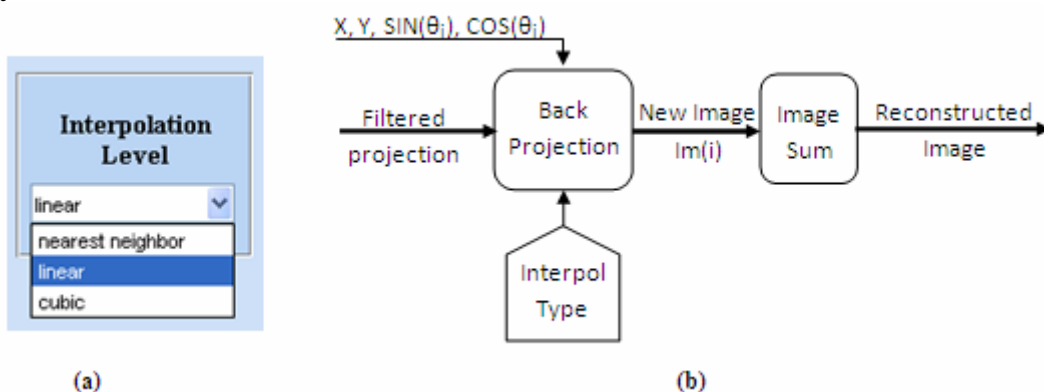 Interpolation
Level
linear
nearest neighbor
linear
cubic
(a)
X, Y, SIN(θᵢ), COS(θᵢ)
Filtered
projection
Back
Projection
New Image
Im(i)
Image
Sum
Reconstructed
Image
Interpol
Type
(b)